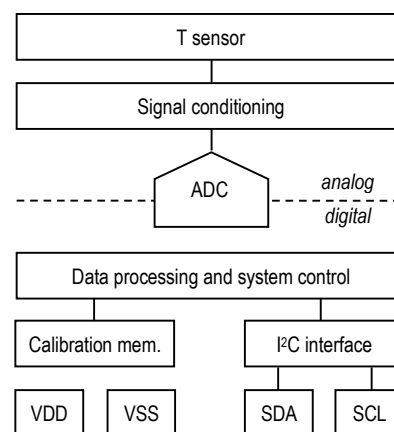 T sensor
Signal conditioning
ADC
analog
digital
Data processing and system control
Calibration mem.
I²C interface
VDD
VSS
SDA
SCL